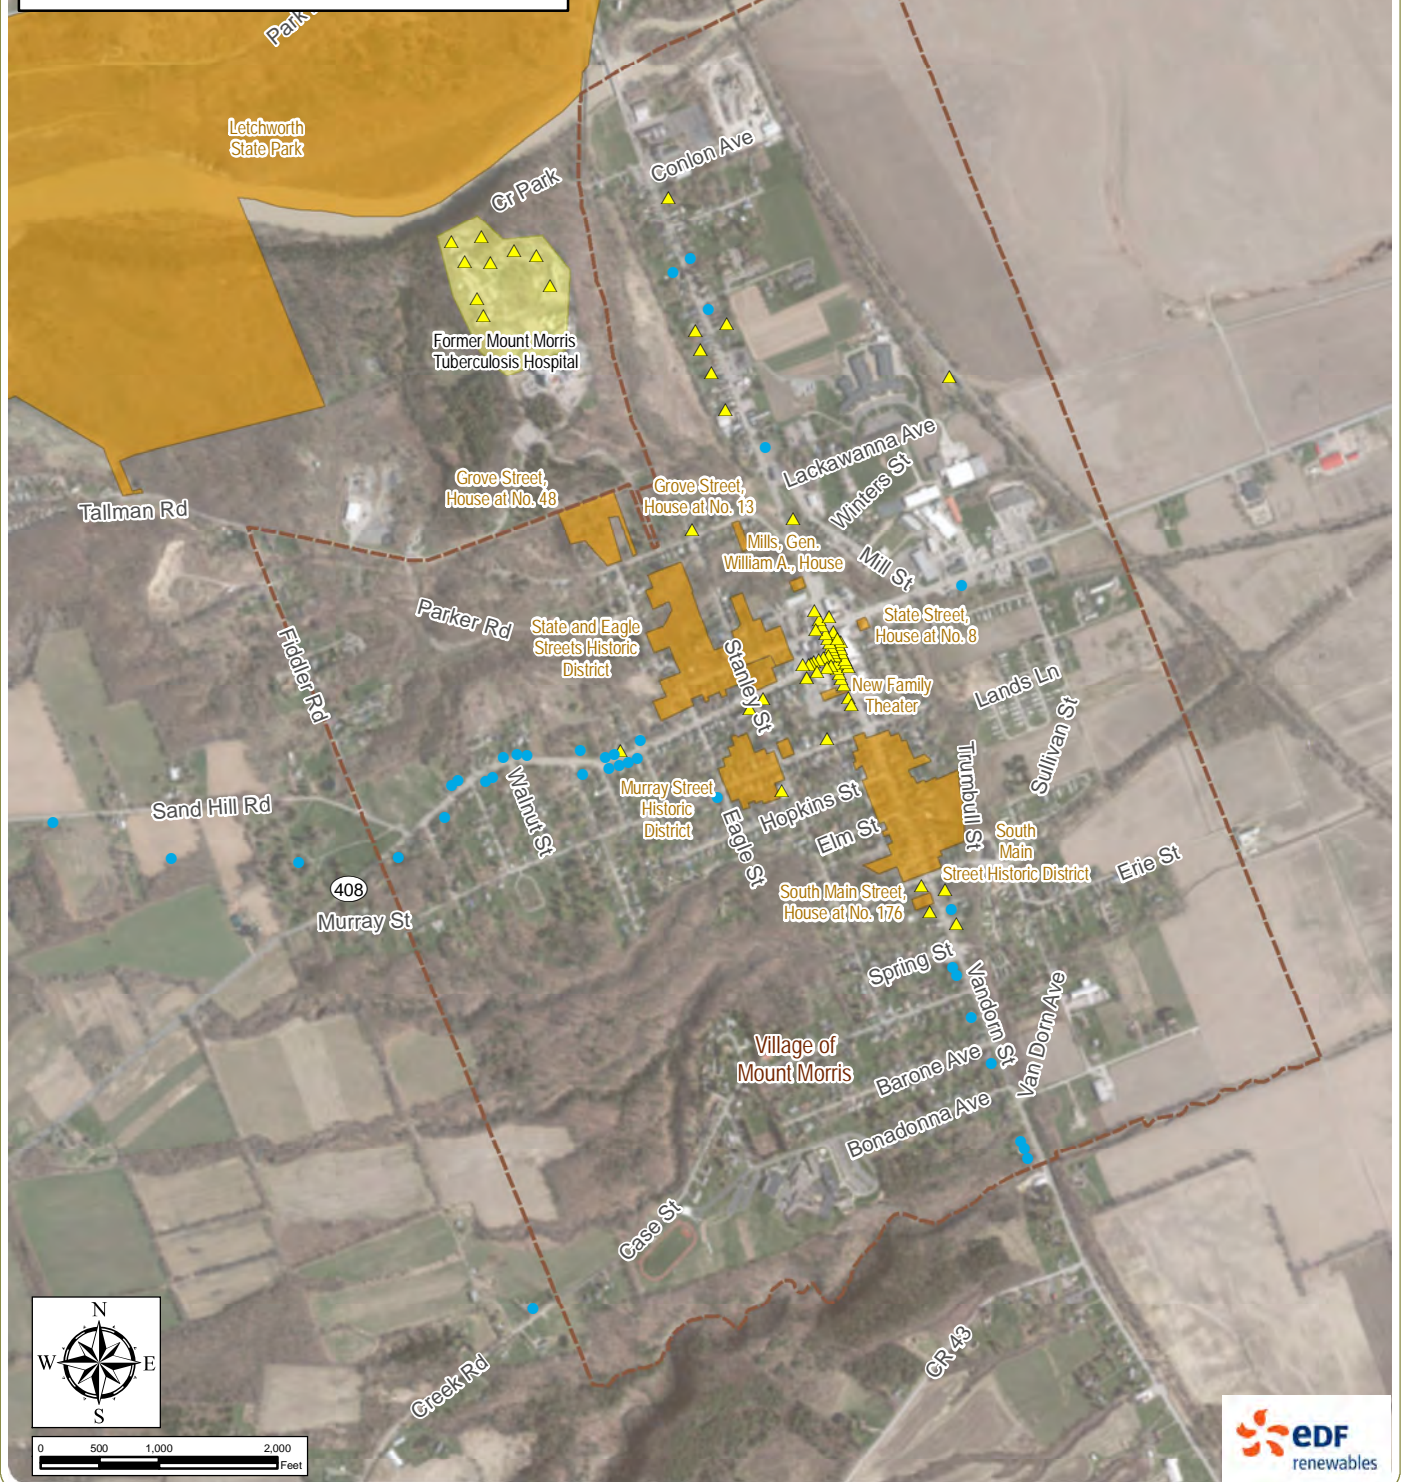 Park
Conlon Ave
Letchworth
State Park
Cr Park
Former Mount Morris
Tuberculosis Hospital
Lackawanna Ave
Winters St
Grove Street,
House at No. 48
Grove Street,
House at No. 13
Tallman Rd
Mills, Gen.
William A., House
Mill St
Parker Rd
State and Eagle
Streets Historic
District
State Street,
House at No. 8
Fiddler Rd
Stanley St
New Family
Theater
Lands Ln
Sullivan St
Trumbull St
Sand Hill Rd
Walnut St
Murray Street
Historic
District
Hopkins St
Eagle St
Elm St
South
Main
Street Historic District
Erie St
408
Murray St
South Main Street,
House at No. 176
Spring St
Vandorn St
Van Dorn Ave
Village of
Mount Morris
Barone Ave
Bonadonna Ave
Case St
CR 43
Creek Rd
N
W E
S
0 500 1,000 2,000
Feet
edf
renewables